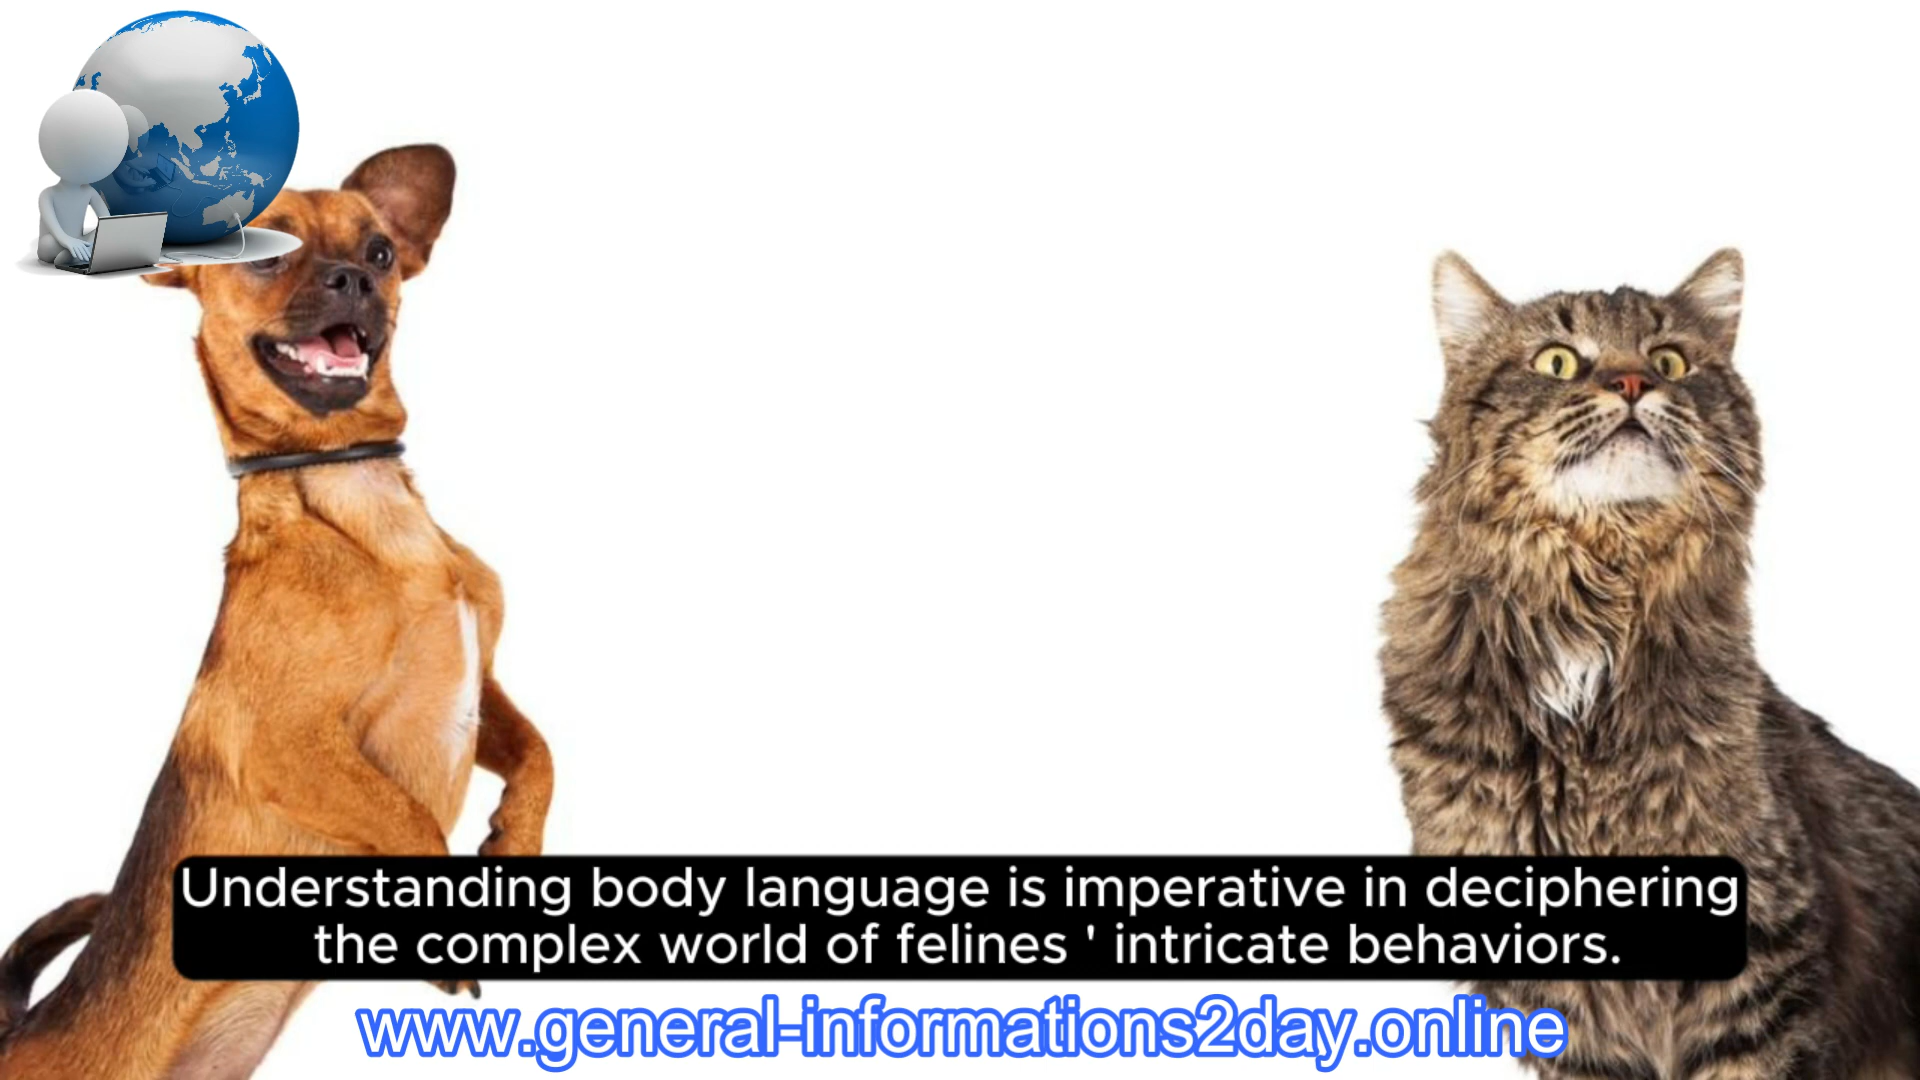 Understanding body language is imperative in deciphering
the complex world of felines ' intricate behaviors.
www.general-informations2day.online